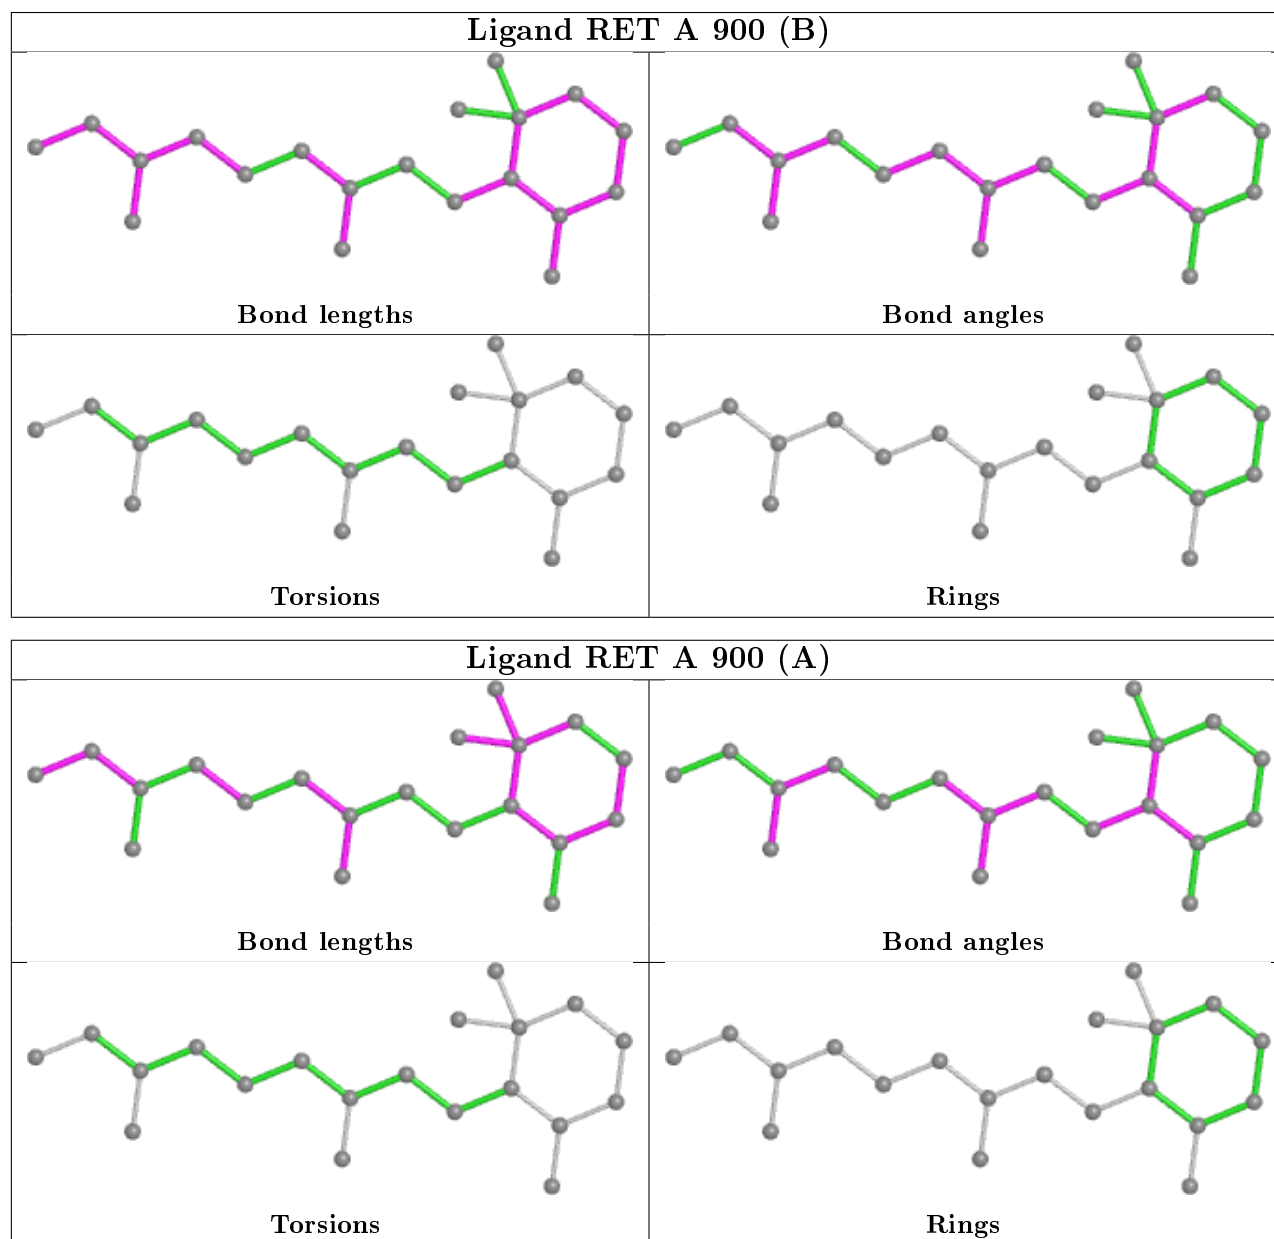 Ligand RET A 900 (B)
Bond lengths
Bond angles
Torsions
Rings
Ligand RET A 900 (A)
Bond lengths
Bond angles
Torsions
Rings